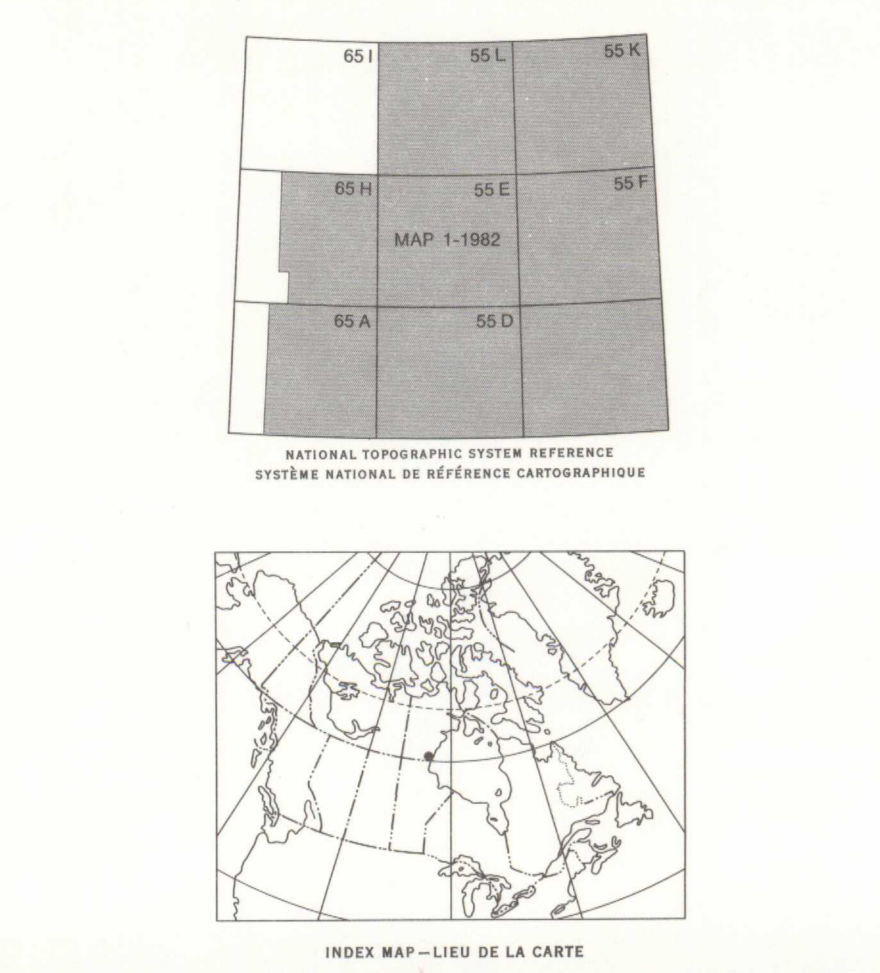 65 I 55 L 55 K
65 H 55 E 55 F
MAP 1-1982
65 A 55 D
NATIONAL TOPOGRAPHIC SYSTEM REFERENCE
SYSTÈME NATIONAL DE RÉFÉRENCE CARTOGRAPHIQUE
INDEX MAP—LIEU DE LA CARTE